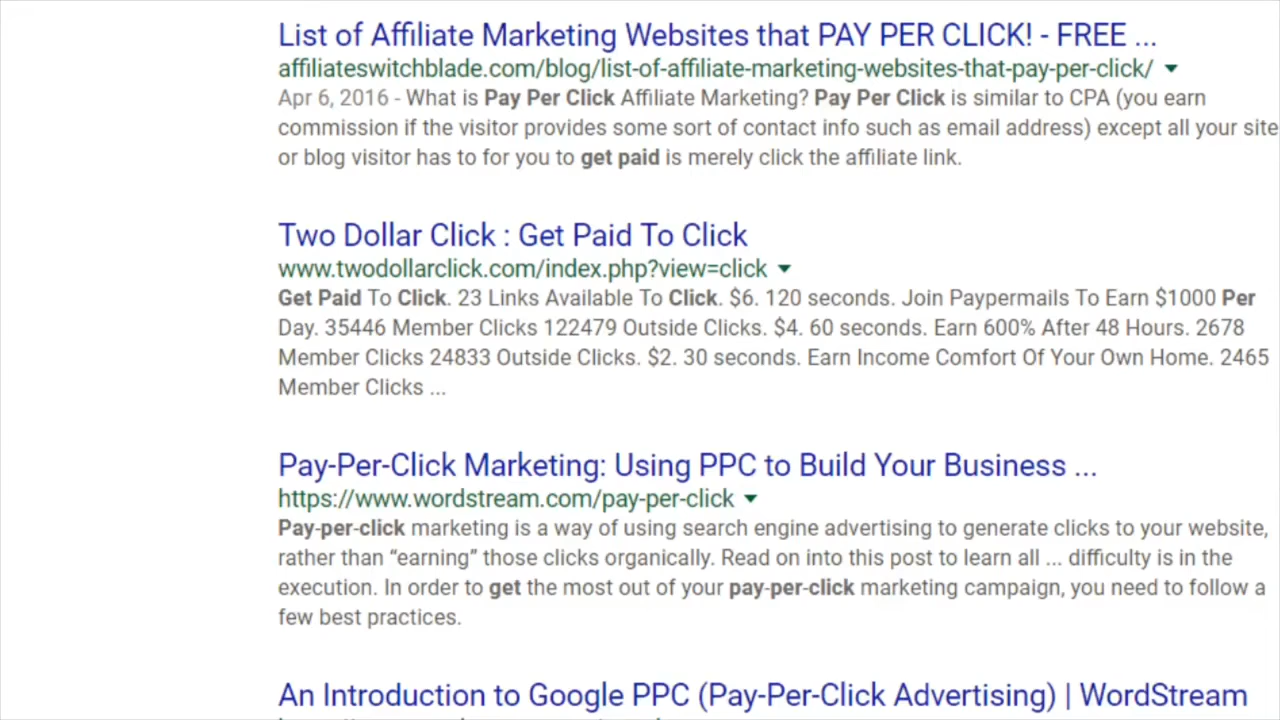 List of Affiliate Marketing Websites that PAY PER CLICK! - FREE ...
affiliateswitchblade.com/blog/list-of-affiliate-marketing-websites-that-pay-per-click/
Apr 6, 2016 - What is Pay Per Click Affiliate Marketing? Pay Per Click is similar to CPA (you earn
commission if the visitor provides some sort of contact info such as email address) except all your site
or blog visitor has to for you to get paid is merely click the affiliate link.
Two Dollar Click : Get Paid To Click
www.twodollarclick.com/index.php?view=click
Get Paid To Click. 23 Links Available To Click. $6. 120 seconds. Join Paypermails To Earn $1000 Per
Day. 35446 Member Clicks 122479 Outside Clicks. $4. 60 seconds. Earn 600% After 48 Hours. 2678
Member Clicks 24833 Outside Clicks. $2. 30 seconds. Earn Income Comfort Of Your Own Home. 2465
Member Clicks ...
Pay-Per-Click Marketing: Using PPC to Build Your Business ...
https://www.wordstream.com/pay-per-click
Pay-per-click marketing is a way of using search engine advertising to generate clicks to your website,
rather than “earning” those clicks organically. Read on into this post to learn all ... difficulty is in the
execution. In order to get the most out of your pay-per-click marketing campaign, you need to follow a
few best practices.
An Introduction to Google PPC (Pay-Per-Click Advertising) | WordStream